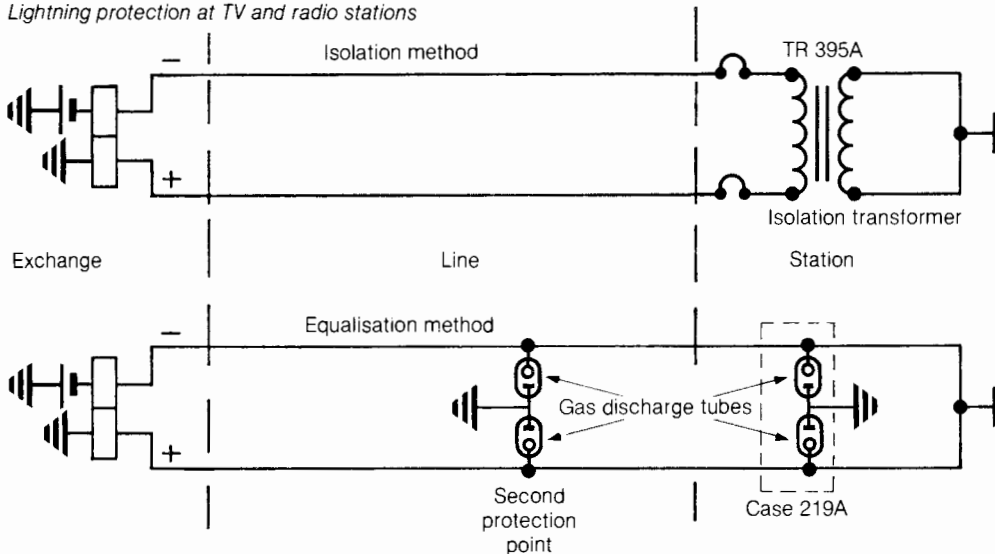 Lightning protection at TV and radio stations
Isolation method
TR 395A
−
+
Isolation transformer
Exchange
Line
Station
Equalisation method
−
Gas discharge tubes
+
Second
protection
point
Case 219A